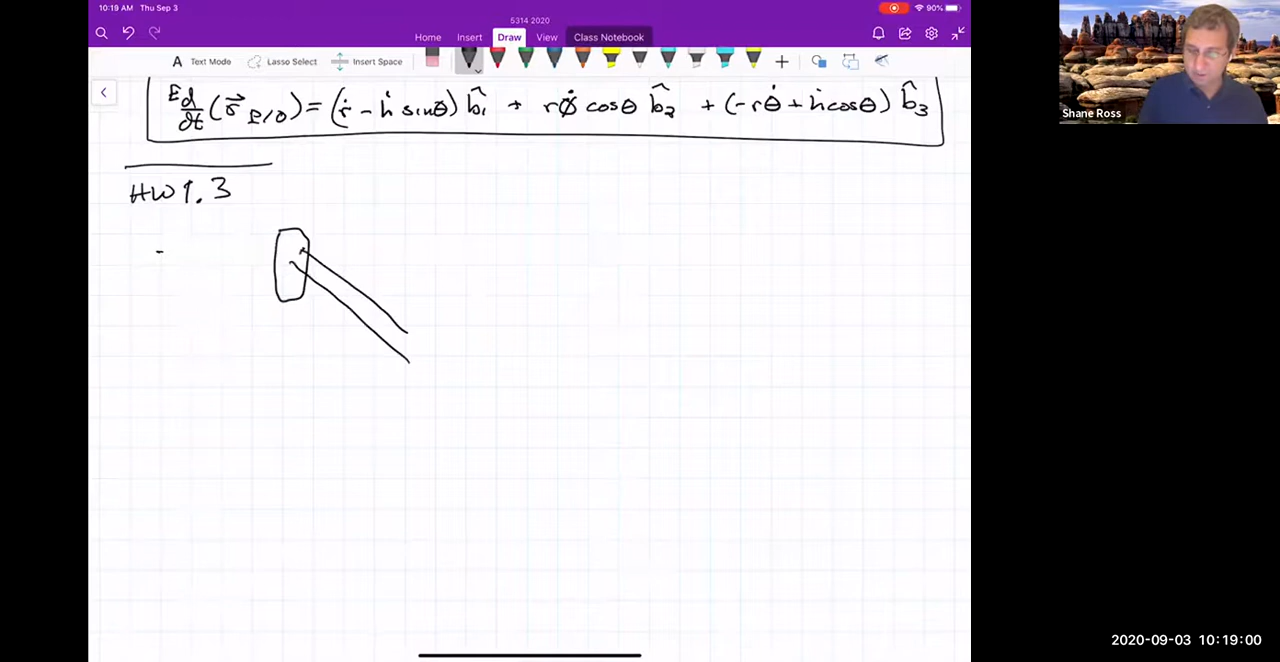 10:19 AM Thu Sep 3
90%
5314 2020
Home Insert Draw View Class Notebook
Text Mode Lasso Select Insert Space
ᴱd/dt (r⃗ P/O) = (ṙ - ḣ sinθ) b̂₁ + rφ̇ cosθ b̂₂ + (-rθ̇ + ḣ cosθ) b̂₃
HW 1.3
Shane Ross
2020-09-03 10:19:00